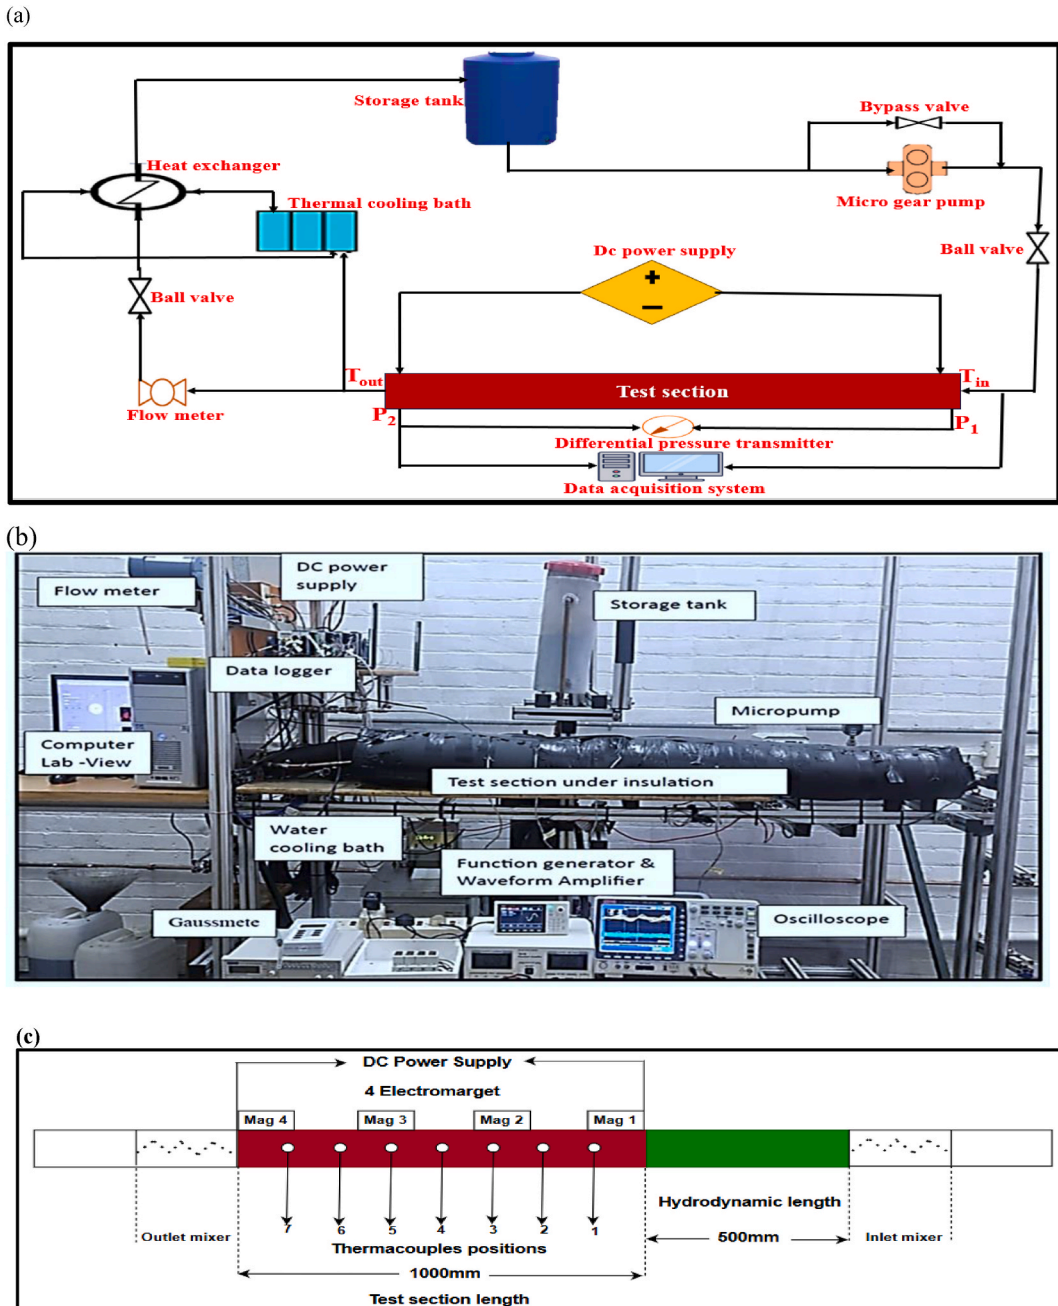 (a)
Storage tank
Bypass valve
Heat exchanger
Thermal cooling bath
Micro gear pump
Dc power supply
Ball valve
+
−
Ball valve
Tout
Test section
Tin
Flow meter
P2
P1
Differential pressure transmitter
Data acquisition system
(b)
Flow meter
DC power
supply
Storage tank
Data logger
Micropump
Computer
Lab -View
Test section under insulation
Water
cooling bath
Function generator &
Waveform Amplifier
Gaussmete
Oscilloscope
(c)
DC Power Supply
4 Electromarget
Mag 4
Mag 3
Mag 2
Mag 1
Hydrodynamic length
7
6
5
4
3
2
1
Outlet mixer
500mm
Inlet mixer
Thermacouples positions
1000mm
Test section length